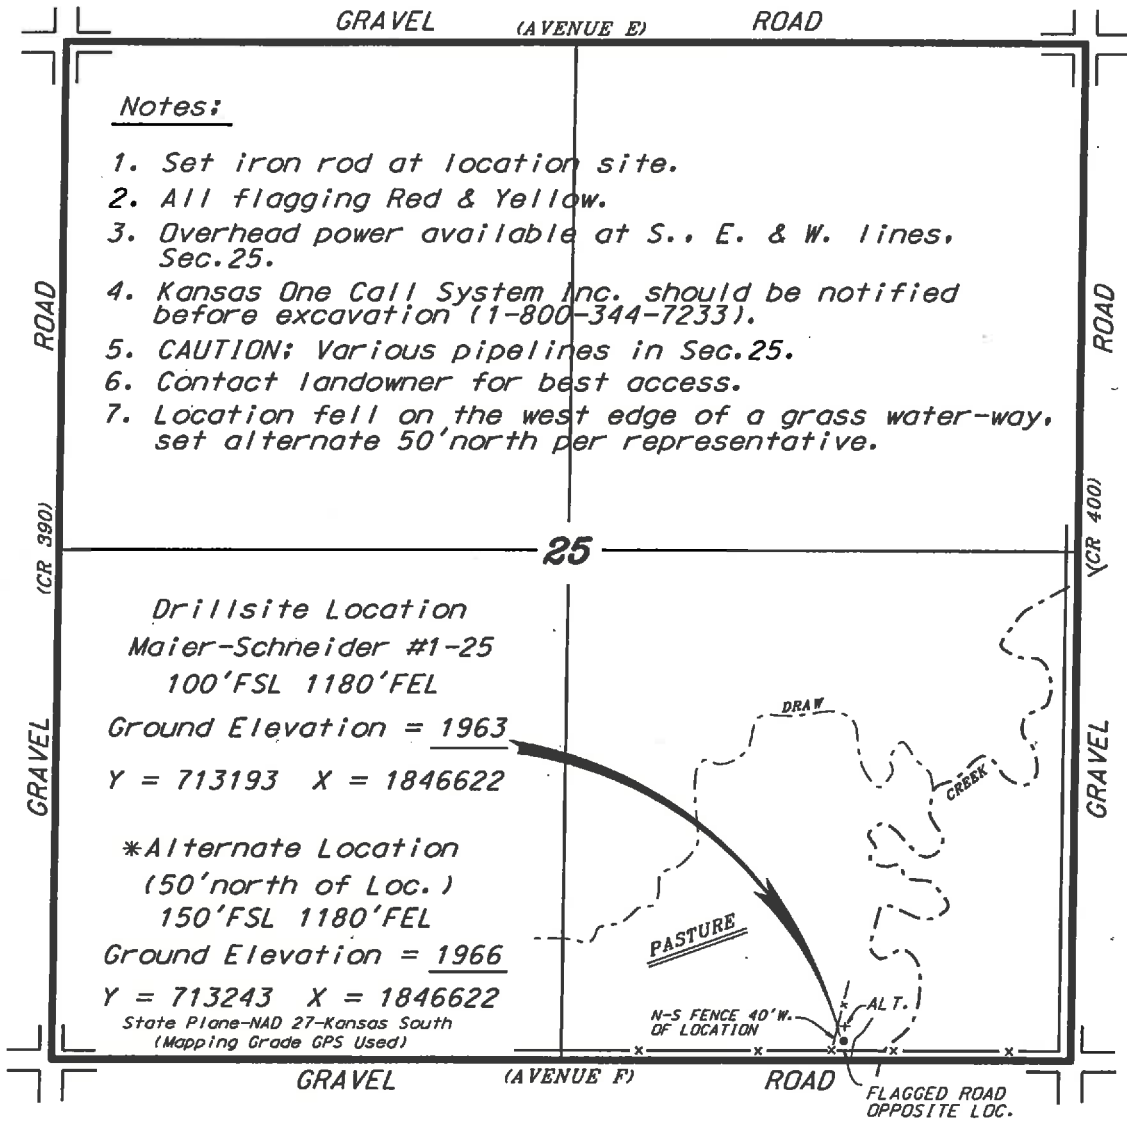 GRAVEL (AVENUE E) ROAD
Notes:
1. Set iron rod at location site.
2. All flagging Red & Yellow.
3. Overhead power available at S., E. & W. lines,
Sec.25.
4. Kansas One Call System Inc. should be notified
before excavation (1-800-344-7233).
5. CAUTION: Various pipelines in Sec.25.
6. Contact landowner for best access.
7. Location fell on the west edge of a grass water-way,
set alternate 50'north per representative.
ROAD
(CR 390)
GRAVEL
ROAD
(CR 400)
GRAVEL
25
Drillsite Location
Maier-Schneider #1-25
100'FSL 1180'FEL
Ground Elevation = 1963
Y = 713193 X = 1846622
*Alternate Location
(50'north of Loc.)
150'FSL 1180'FEL
Ground Elevation = 1966
Y = 713243 X = 1846622
State Plane-NAD 27-Kansas South
(Mapping Grade GPS Used)
DRAW
CREEK
PASTURE
ALT.
N-S FENCE 40'W.
OF LOCATION
GRAVEL (AVENUE F) ROAD
FLAGGED ROAD
OPPOSITE LOC.